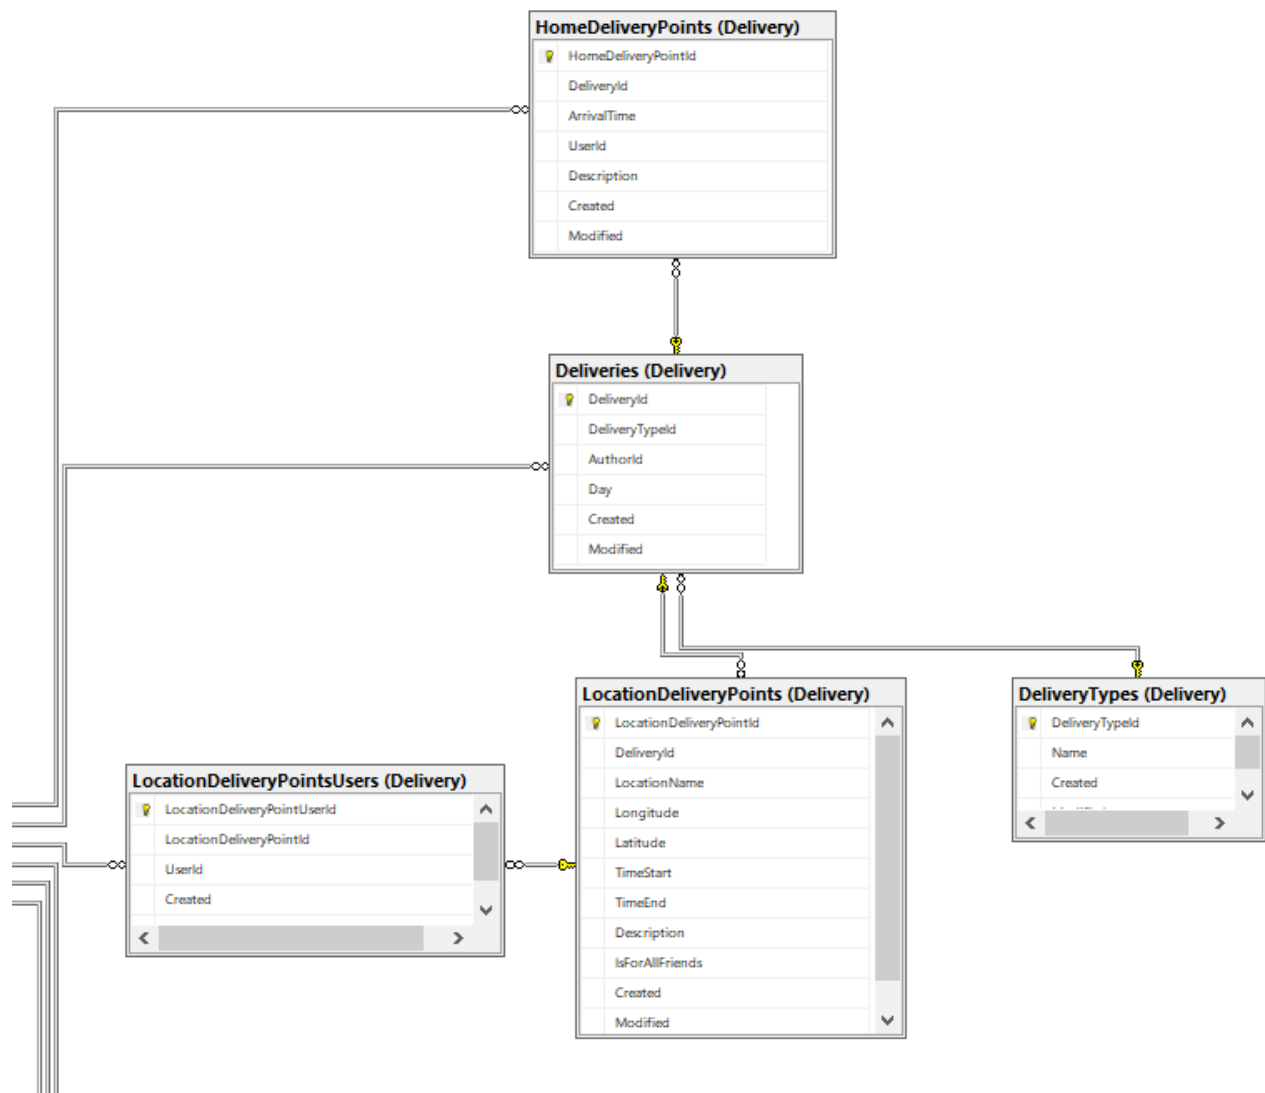 HomeDeliveryPoints (Delivery)
HomeDeliveryPointId
DeliveryId
ArrivalTime
UserId
Description
Created
Modified
Deliveries (Delivery)
DeliveryId
DeliveryTypeId
AuthorId
Day
Created
Modified
LocationDeliveryPoints (Delivery)
LocationDeliveryPointId
DeliveryId
LocationName
Longitude
Latitude
TimeStart
TimeEnd
Description
IsForAllFriends
Created
Modified
DeliveryTypes (Delivery)
DeliveryTypeId
Name
Created
LocationDeliveryPointsUsers (Delivery)
LocationDeliveryPointUserId
LocationDeliveryPointId
UserId
Created